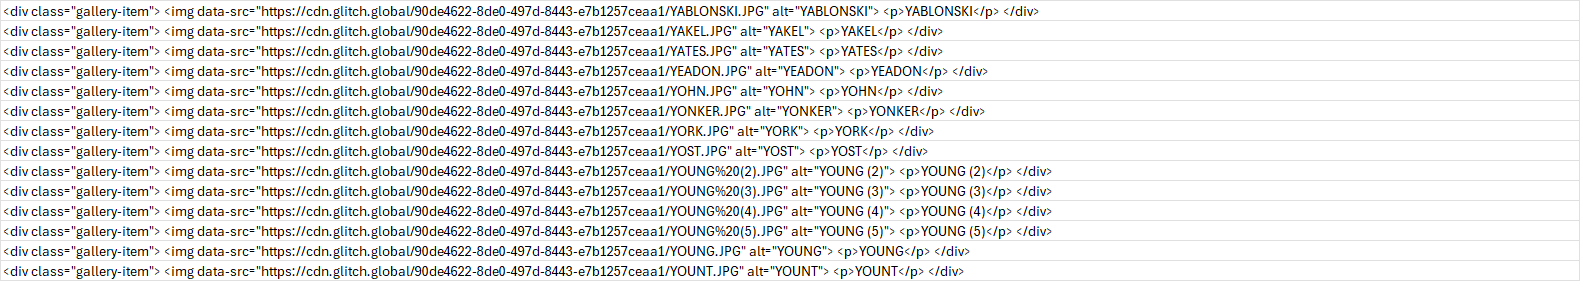 <div class="gallery-item"> <img data-src="https://cdn.glitch.global/90de4622-8de0-497d-8443-e7b1257ceaa1/YABLONSKI.JPG" alt="YABLONSKI"> <p>YABLONSKI</p> </div>
<div class="gallery-item"> <img data-src="https://cdn.glitch.global/90de4622-8de0-497d-8443-e7b1257ceaa1/YAKEL.JPG" alt="YAKEL"> <p>YAKEL</p> </div>
<div class="gallery-item"> <img data-src="https://cdn.glitch.global/90de4622-8de0-497d-8443-e7b1257ceaa1/YATES.JPG" alt="YATES"> <p>YATES</p> </div>
<div class="gallery-item"> <img data-src="https://cdn.glitch.global/90de4622-8de0-497d-8443-e7b1257ceaa1/YEADON.JPG" alt="YEADON"> <p>YEADON</p> </div>
<div class="gallery-item"> <img data-src="https://cdn.glitch.global/90de4622-8de0-497d-8443-e7b1257ceaa1/YOHN.JPG" alt="YOHN"> <p>YOHN</p> </div>
<div class="gallery-item"> <img data-src="https://cdn.glitch.global/90de4622-8de0-497d-8443-e7b1257ceaa1/YONKER.JPG" alt="YONKER"> <p>YONKER</p> </div>
<div class="gallery-item"> <img data-src="https://cdn.glitch.global/90de4622-8de0-497d-8443-e7b1257ceaa1/YORK.JPG" alt="YORK"> <p>YORK</p> </div>
<div class="gallery-item"> <img data-src="https://cdn.glitch.global/90de4622-8de0-497d-8443-e7b1257ceaa1/YOST.JPG" alt="YOST"> <p>YOST</p> </div>
<div class="gallery-item"> <img data-src="https://cdn.glitch.global/90de4622-8de0-497d-8443-e7b1257ceaa1/YOUNG%20(2).JPG" alt="YOUNG (2)"> <p>YOUNG (2)</p> </div>
<div class="gallery-item"> <img data-src="https://cdn.glitch.global/90de4622-8de0-497d-8443-e7b1257ceaa1/YOUNG%20(3).JPG" alt="YOUNG (3)"> <p>YOUNG (3)</p> </div>
<div class="gallery-item"> <img data-src="https://cdn.glitch.global/90de4622-8de0-497d-8443-e7b1257ceaa1/YOUNG%20(4).JPG" alt="YOUNG (4)"> <p>YOUNG (4)</p> </div>
<div class="gallery-item"> <img data-src="https://cdn.glitch.global/90de4622-8de0-497d-8443-e7b1257ceaa1/YOUNG%20(5).JPG" alt="YOUNG (5)"> <p>YOUNG (5)</p> </div>
<div class="gallery-item"> <img data-src="https://cdn.glitch.global/90de4622-8de0-497d-8443-e7b1257ceaa1/YOUNG.JPG" alt="YOUNG"> <p>YOUNG</p> </div>
<div class="gallery-item"> <img data-src="https://cdn.glitch.global/90de4622-8de0-497d-8443-e7b1257ceaa1/YOUNT.JPG" alt="YOUNT"> <p>YOUNT</p> </div>